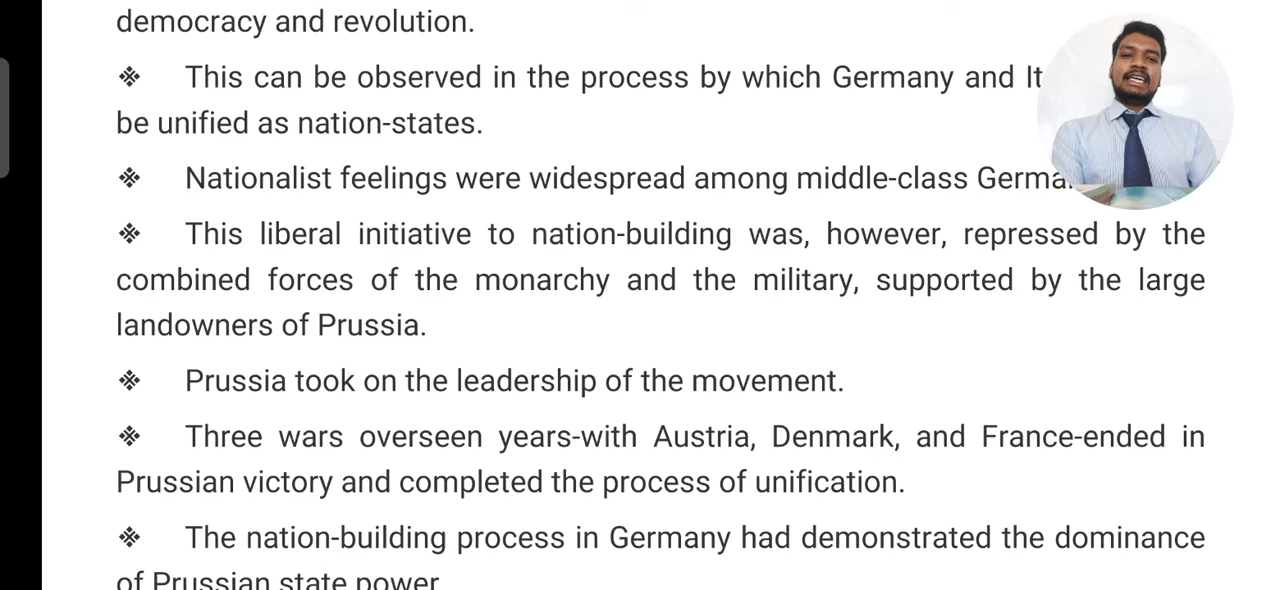 democracy and revolution.
❖ This can be observed in the process by which Germany and
be unified as nation-states.
❖ Nationalist feelings were widespread among middle-class
❖ This liberal initiative to nation-building was, however, repressed by the
combined forces of the monarchy and the military, supported by the large
landowners of Prussia.
❖ Prussia took on the leadership of the movement.
❖ Three wars overseen years-with Austria, Denmark, and France-ended in
Prussian victory and completed the process of unification.
❖ The nation-building process in Germany had demonstrated the dominance
of Prussian state power